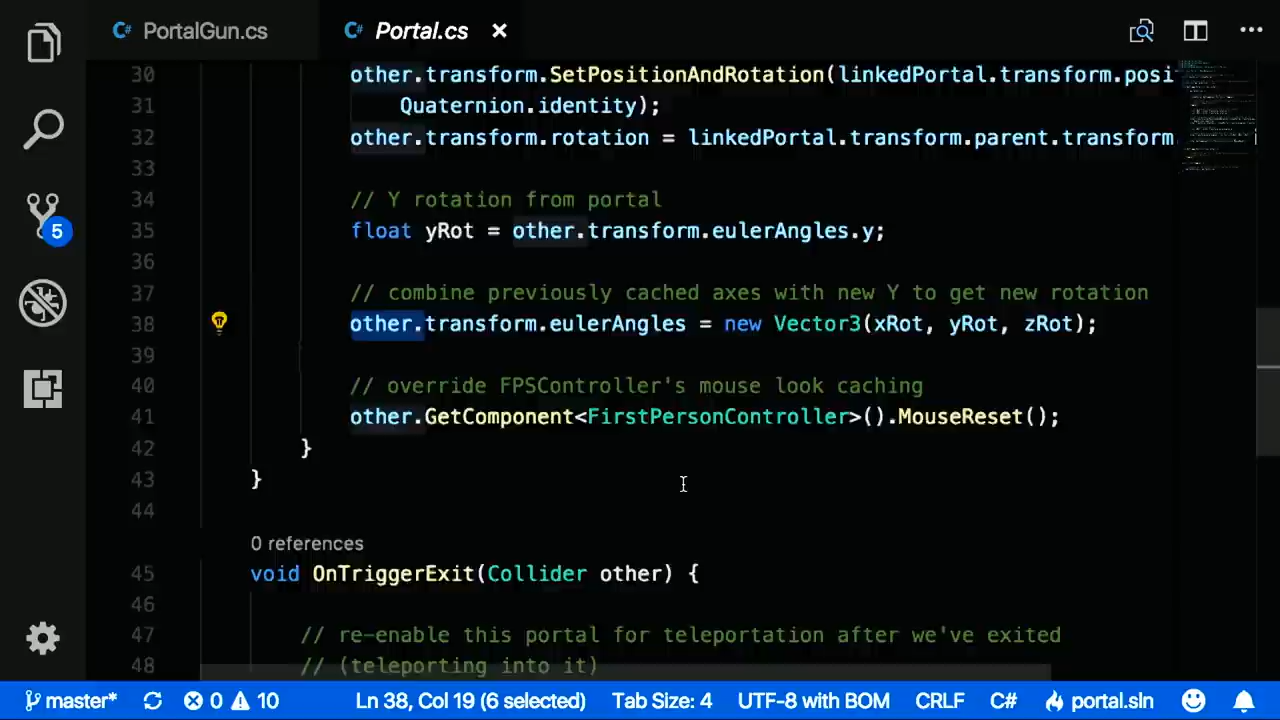 C# PortalGun.cs
C# Portal.cs
30 other.transform.SetPositionAndRotation(linkedPortal.transform.posi
31 Quaternion.identity);
32 other.transform.rotation = linkedPortal.transform.parent.transform.
33
34 // Y rotation from portal
35 float yRot = other.transform.eulerAngles.y;
36
37 // combine previously cached axes with new Y to get new rotation
38 other.transform.eulerAngles = new Vector3(xRot, yRot, zRot);
39
40 // override FPSController's mouse look caching
41 other.GetComponent<FirstPersonController>().MouseReset();
42 }
43 }
44
0 references
45 void OnTriggerExit(Collider other) {
46
47 // re-enable this portal for teleportation after we've exited
48 // (teleporting into it)
5
master* 0 10 Ln 38, Col 19 (6 selected) Tab Size: 4 UTF-8 with BOM CRLF C# portal.sln